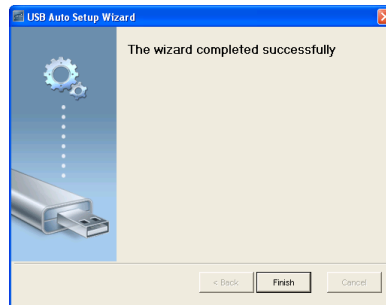 USB Auto Setup Wizard
The wizard completed successfully
< Back Finish Cancel